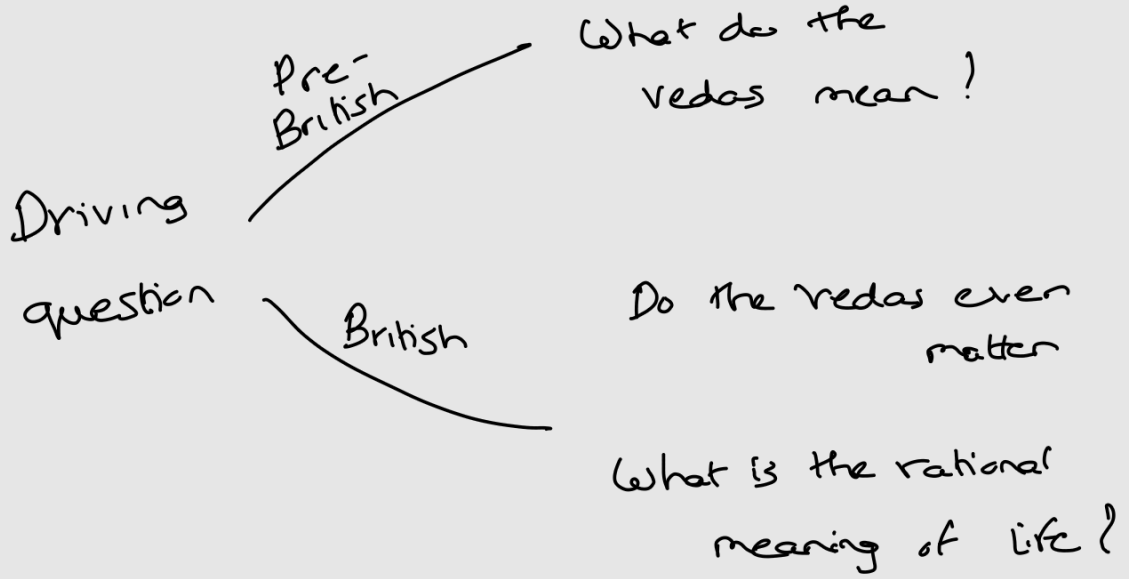 What do the
vedas mean?
Pre-
British
Driving
question
British
Do the vedas even
matter
What is the rational
meaning of life?